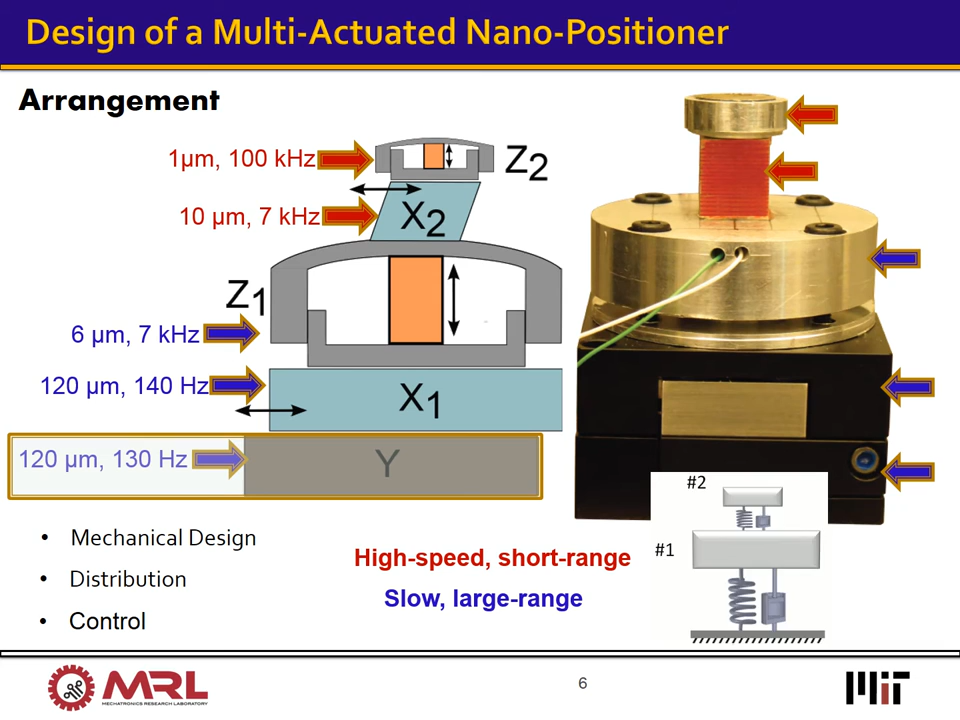 Design of a Multi-Actuated Nano-Positioner
Arrangement
1µm, 100 kHz
Z2
10 µm, 7 kHz
X2
Z1
6 µm, 7 kHz
120 µm, 140 Hz
X1
120 µm, 130 Hz
Y
#2
#1
• Mechanical Design
• Distribution
• Control
High-speed, short-range
Slow, large-range
MRL
MECHATRONICS RESEARCH LABORATORY
6
MIT